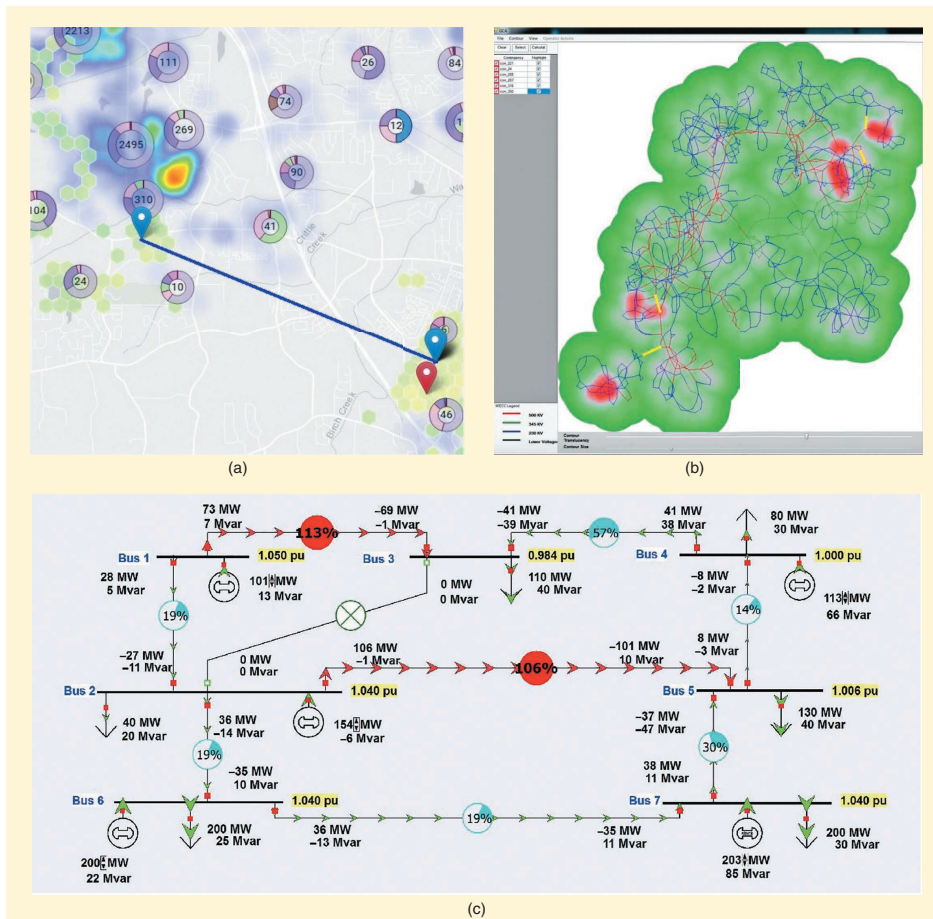 2213
111
26
84
74
12
269
2495
90
310
104
41
24
10
46
Crittle
Creek
Birch Creek
(a)
File Contour View Operator Actions
Clear Select Calculat
Contingency Highlight
WECC Legend
500 KV
345 KV
230 KV
Lower Voltages
Contour
Translucency
Contour Size
(b)
73 MW
7 Mvar
113%
–69 MW
–1 Mvar
–41 MW
–39 Mvar
57%
41 MW
38 Mvar
80 MW
30 Mvar
Bus 1
1.050 pu
Bus 3
0.984 pu
Bus 4
1.000 pu
28 MW
5 Mvar
101 MW
13 Mvar
0 MW
0 Mvar
110 MW
40 Mvar
–8 MW
–2 Mvar
113 MW
66 Mvar
19%
14%
–27 MW
–11 Mvar
0 MW
0 Mvar
106 MW
–1 Mvar
106%
–101 MW
10 Mvar
8 MW
–3 Mvar
Bus 2
1.040 pu
Bus 5
1.006 pu
40 MW
20 Mvar
36 MW
–14 Mvar
154 MW
–6 Mvar
–37 MW
–47 Mvar
130 MW
40 Mvar
19%
30%
–35 MW
10 Mvar
38 MW
11 Mvar
Bus 6
1.040 pu
Bus 7
1.040 pu
200 MW
25 Mvar
36 MW
–13 Mvar
19%
–35 MW
11 Mvar
200 MW
30 Mvar
200 MW
22 Mvar
203 MW
85 Mvar
(c)